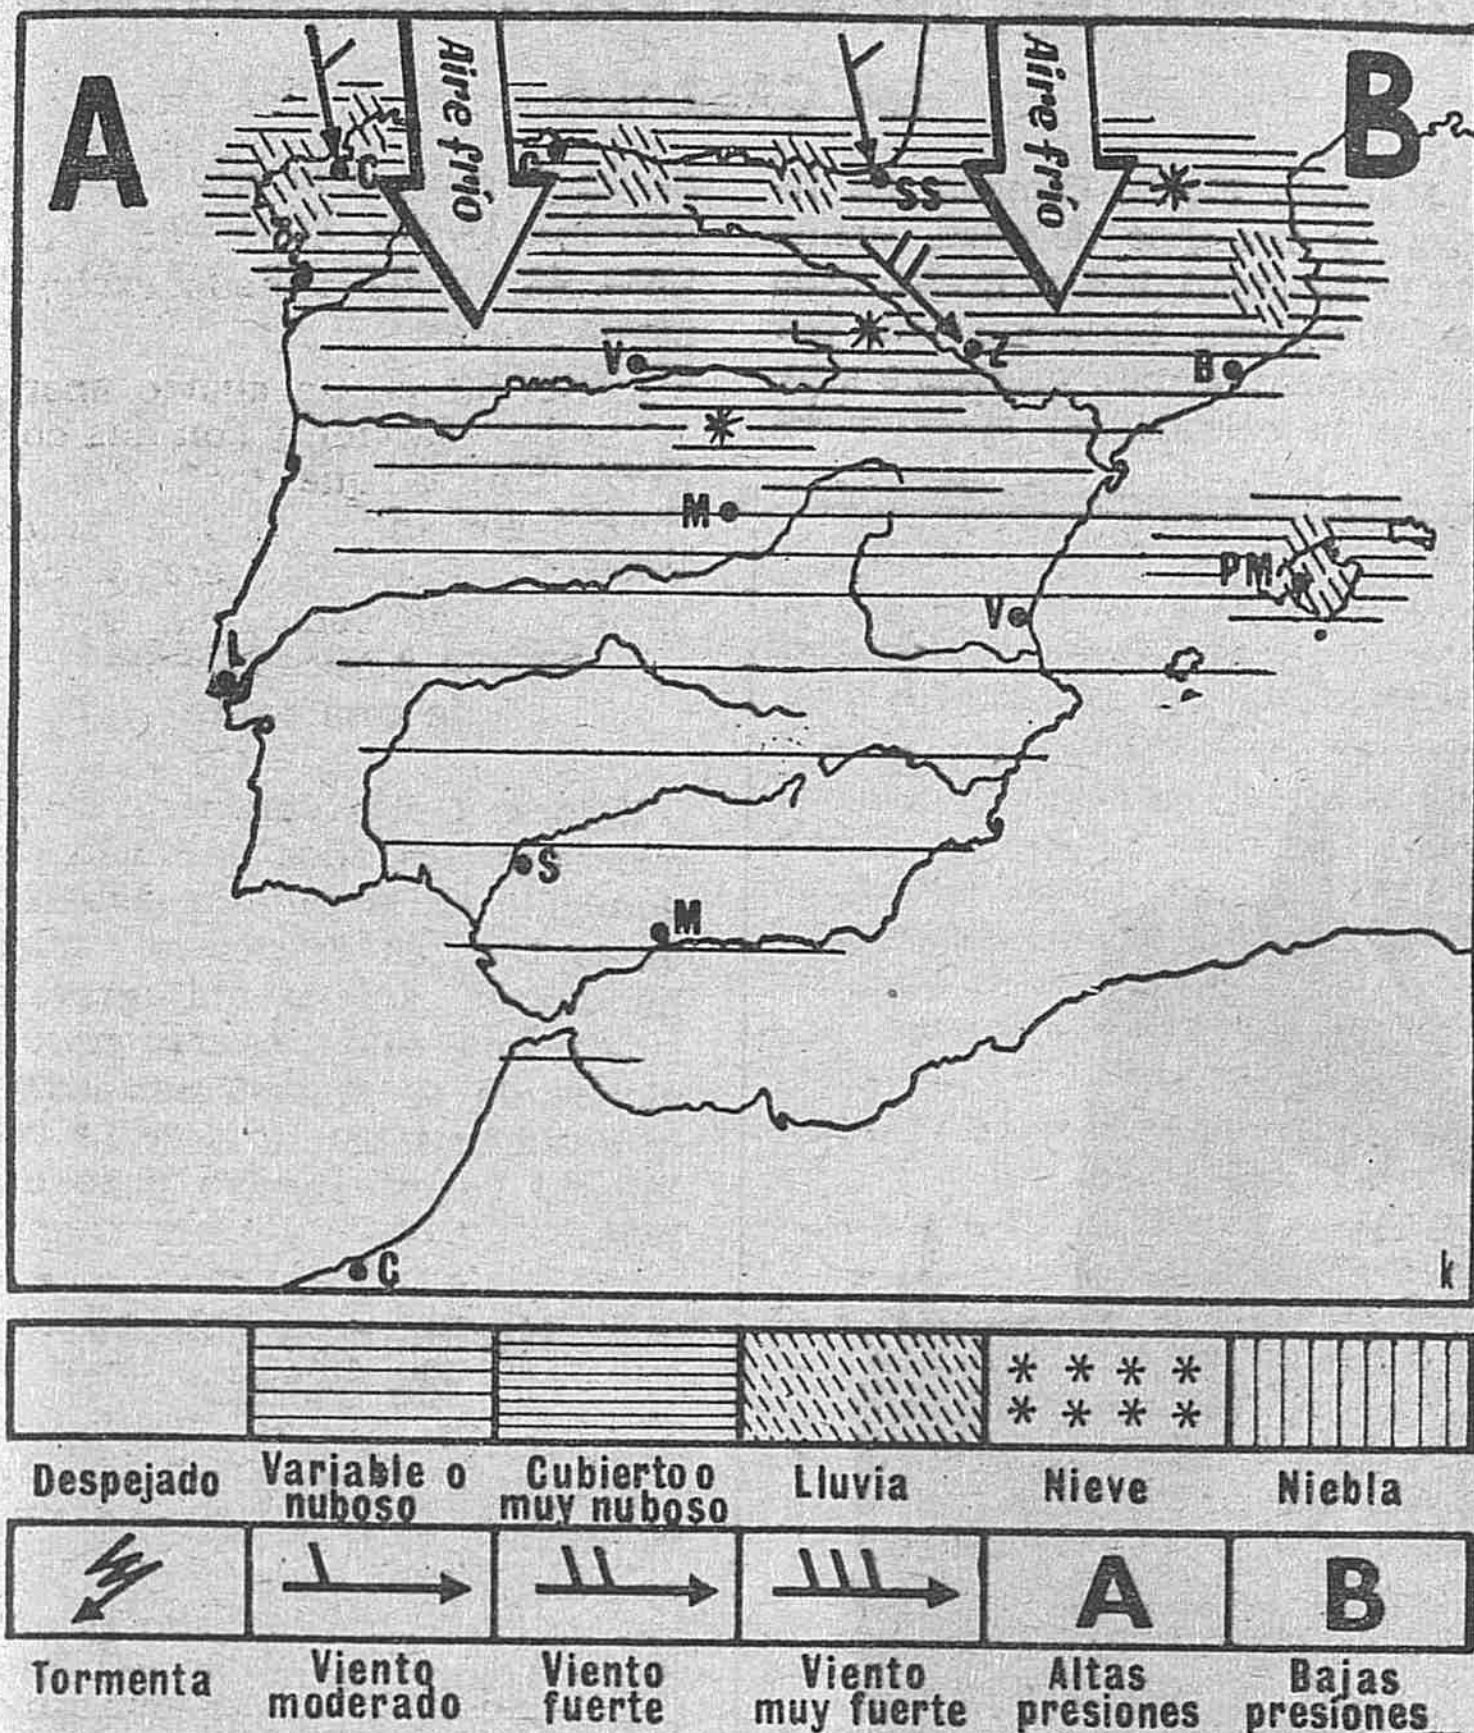 A
Aire frío
Aire frío
B
C
SS
V
Z
B
M
PM
V
L
S
M
C
k
Despejado
Variable o
nuboso
Cubierto o
muy nuboso
Lluvia
Nieve
Niebla
A
B
Tormenta
Viento
moderado
Viento
fuerte
Viento
muy fuerte
Altas
presiones
Bajas
presiones